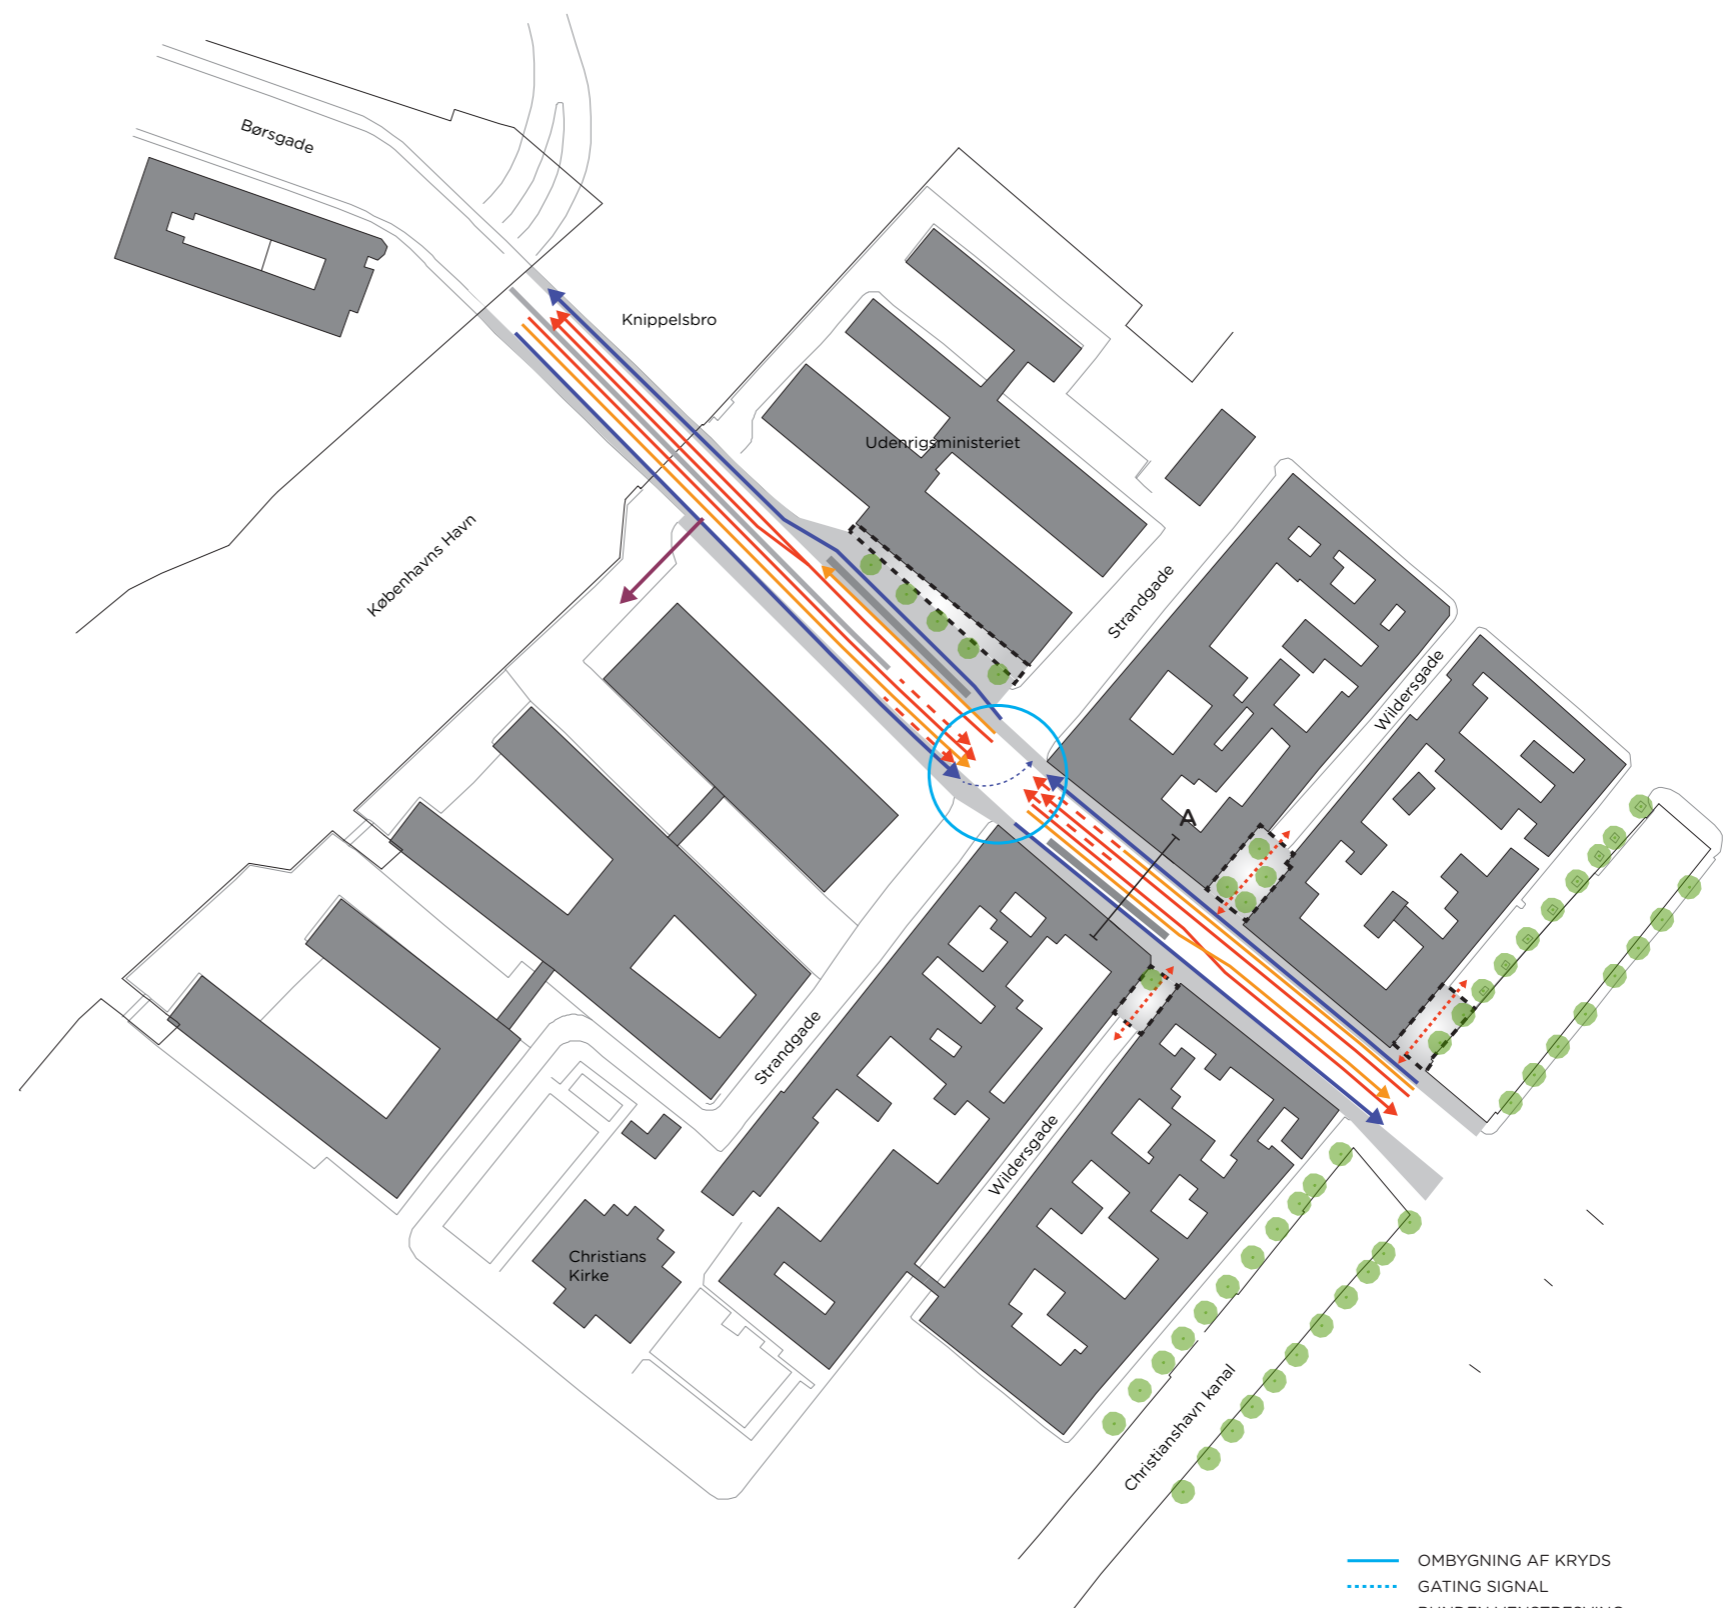 Børsgade
Knippelsbro
Udenrigsministeriet
Københavns Havn
Strandgade
Wildersgade
A
Strandgade
Wildersgade
Christians
Kirke
Christianshavn kanal
OMBYGNING AF KRYDS
GATING SIGNAL